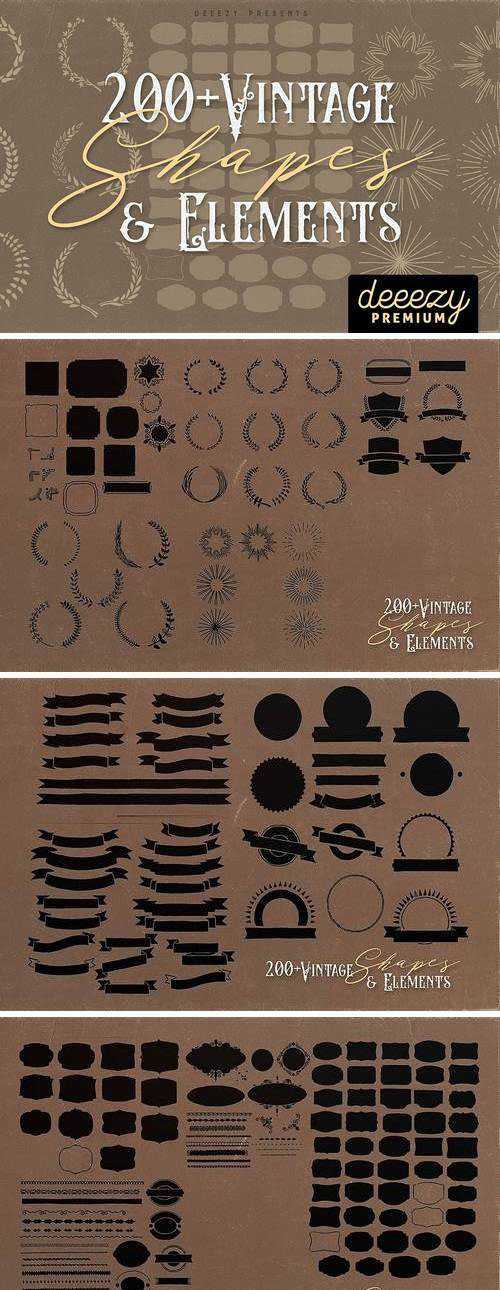 DEEEZY PRESENTS
200+VINTAGE
Shapes
& ELEMENTS
deeezy
PREMIUM
200+VINTAGE
Shapes
& ELEMENTS
200+VINTAGE Shapes
& ELEMENTS